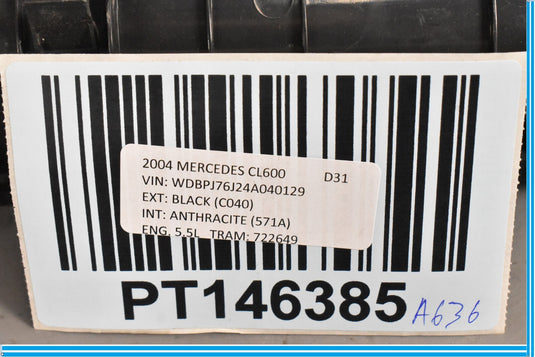 2004 MERCEDES CL600 D31
VIN: WDBPJ76J24A040129
EXT: BLACK (C040)
INT: ANTHRACITE (571A)
ENG. 5.5L TRAM: 722649
PT146385 A636